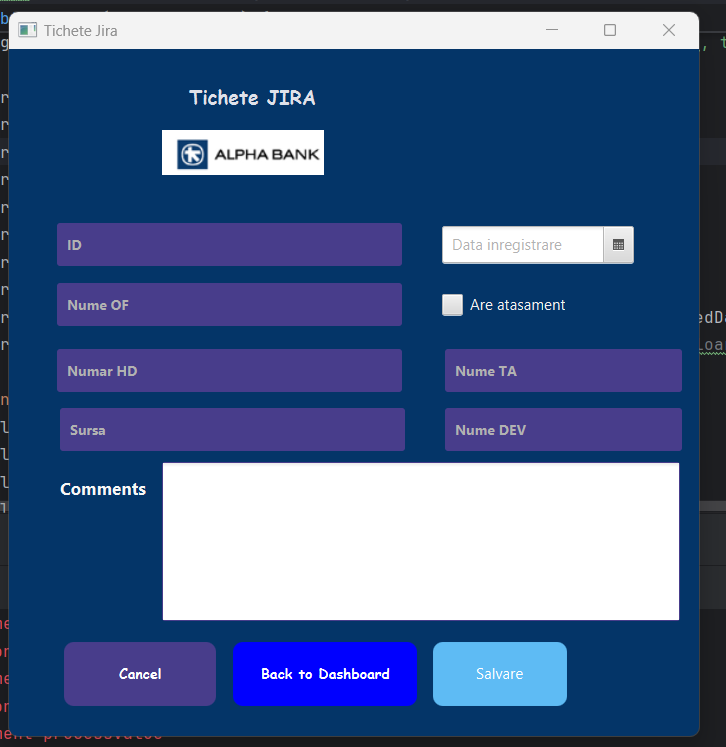 Tichete Jira
Tichete JIRA
ALPHA BANK
ID
Data inregistrare
Nume OF
Are atasament
Numar HD
Nume TA
Sursa
Nume DEV
Comments
Cancel
Back to Dashboard
Salvare